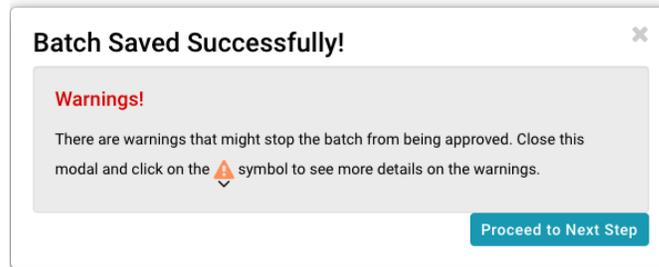 Batch Saved Successfully!
Warnings!
There are warnings that might stop the batch from being approved. Close this
modal and click on the symbol to see more details on the warnings.
Proceed to Next Step